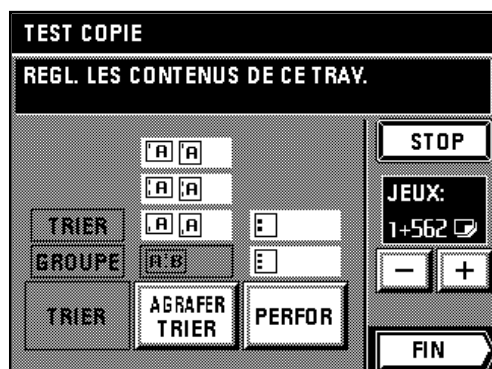 TEST COPIE
REGL. LES CONTENUS DE CE TRAV.
STOP
A A
JEUX:
A A
1+562
TRIER A A
GROUPE A B
− +
TRIER AGRAFER TRIER PERFOR
FIN